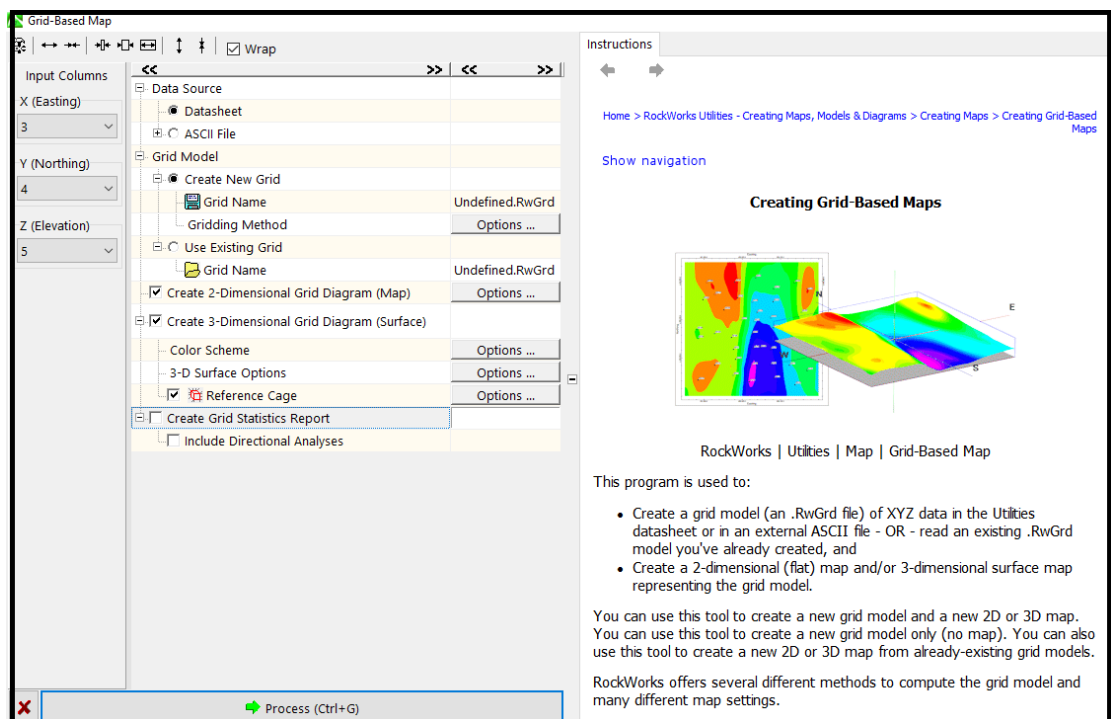 Grid-Based Map
Wrap
Input Columns
X (Easting)
3
Y (Northing)
4
Z (Elevation)
5
<< >> << >>
Data Source
Datasheet
ASCII File
Grid Model
Create New Grid
Grid Name Undefined.RwGrd
Gridding Method Options ...
Use Existing Grid
Grid Name Undefined.RwGrd
Create 2-Dimensional Grid Diagram (Map) Options ...
Create 3-Dimensional Grid Diagram (Surface)
Color Scheme Options ...
3-D Surface Options Options ...
Reference Cage Options ...
Create Grid Statistics Report
Include Directional Analyses
Process (Ctrl+G)
Instructions
Home > RockWorks Utilities - Creating Maps, Models & Diagrams > Creating Maps > Creating Grid-Based
Maps
Show navigation
Creating Grid-Based Maps
N
E
W
S
RockWorks | Utilities | Map | Grid-Based Map
This program is used to:
• Create a grid model (an .RwGrd file) of XYZ data in the Utilities
datasheet or in an external ASCII file - OR - read an existing .RwGrd
model you've already created, and
• Create a 2-dimensional (flat) map and/or 3-dimensional surface map
representing the grid model.
You can use this tool to create a new grid model and a new 2D or 3D map.
You can use this tool to create a new grid model only (no map). You can also
use this tool to create a new 2D or 3D map from already-existing grid models.
RockWorks offers several different methods to compute the grid model and
many different map settings.